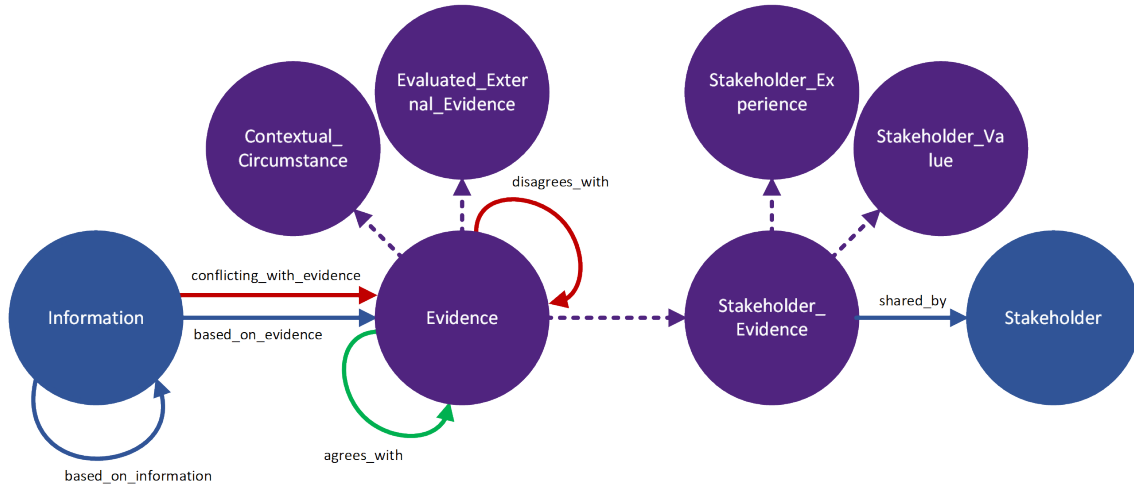 Evaluated_Exter
nal_Evidence
Stakeholder_Ex
perience
Contextual_
Circumstance
Stakeholder_Va
lue
disagrees_with
conflicting_with_evidence
Information
based_on_evidence
Evidence
Stakeholder_
Evidence
shared_by
Stakeholder
agrees_with
based_on_information